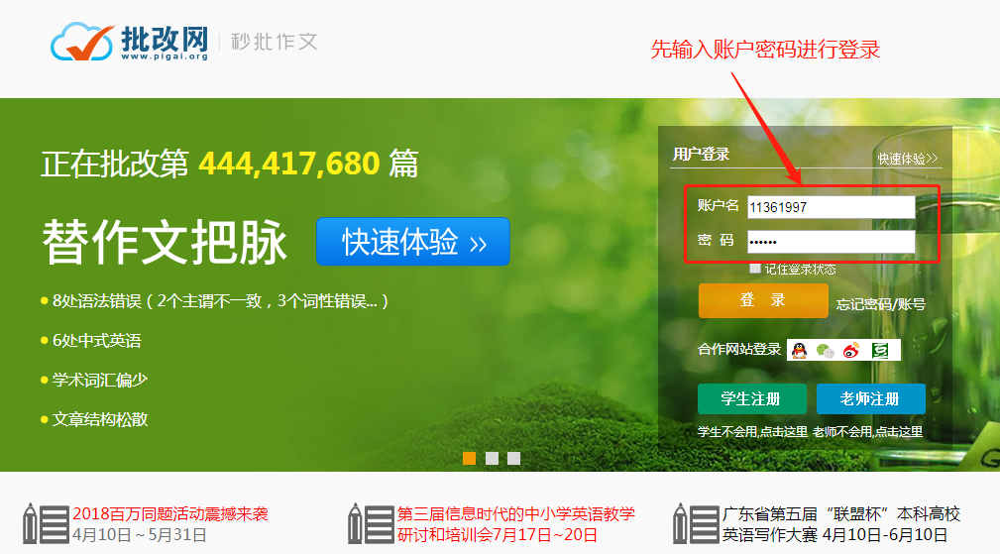 批改网 秒批作文
www.pigai.org
先输入账户密码进行登录
正在批改第 444,417,680 篇
替作文把脉
快速体验 >>
8处语法错误（2个主谓不一致，3个词性错误...）
6处中式英语
学术词汇偏少
文章结构松散
用户登录 快速体验>>
账户名 11361997
密 码 ••••••
记住登录状态
登 录 忘记密码/账号
合作网站登录
学生注册 老师注册
学生不会用,点击这里 老师不会用,点击这里
2018百万同题活动震撼来袭
4月10日～5月31日
第三届信息时代的中小学英语教学
研讨和培训会7月17日~20日
广东省第五届“联盟杯”本科高校
英语写作大赛 4月10日-6月10日